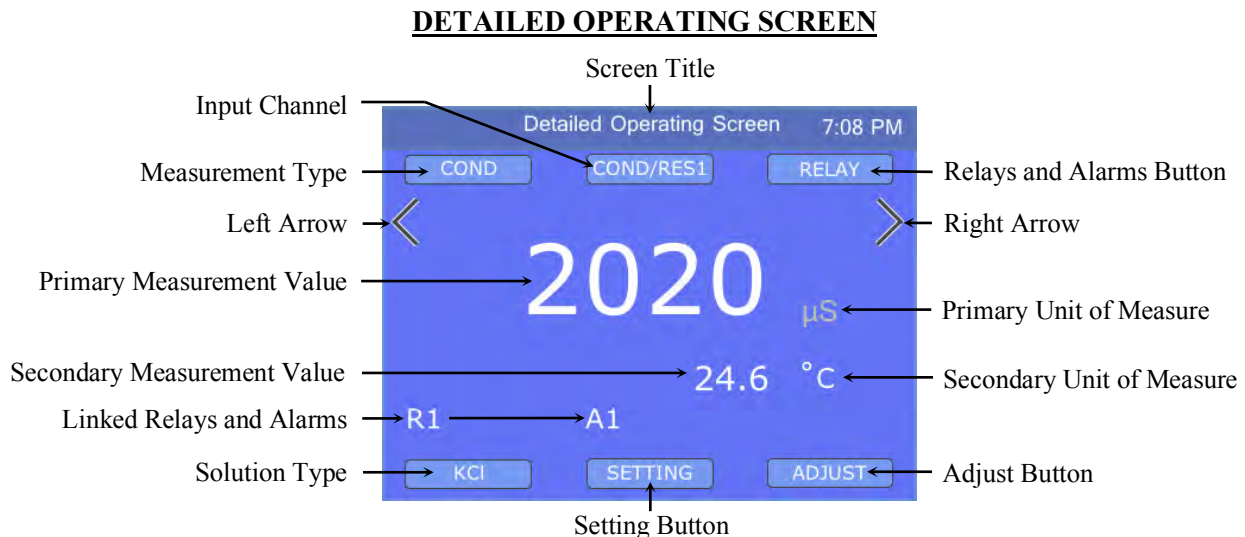 DETAILED OPERATING SCREEN
Screen Title
Input Channel
Detailed Operating Screen 7:08 PM
Measurement Type
COND COND/RES1 RELAY
Relays and Alarms Button
Left Arrow
Right Arrow
Primary Measurement Value
2020
µS
Primary Unit of Measure
Secondary Measurement Value
24.6 °C
Secondary Unit of Measure
Linked Relays and Alarms
R1 A1
Solution Type
KCl SETTING ADJUST
Adjust Button
Setting Button